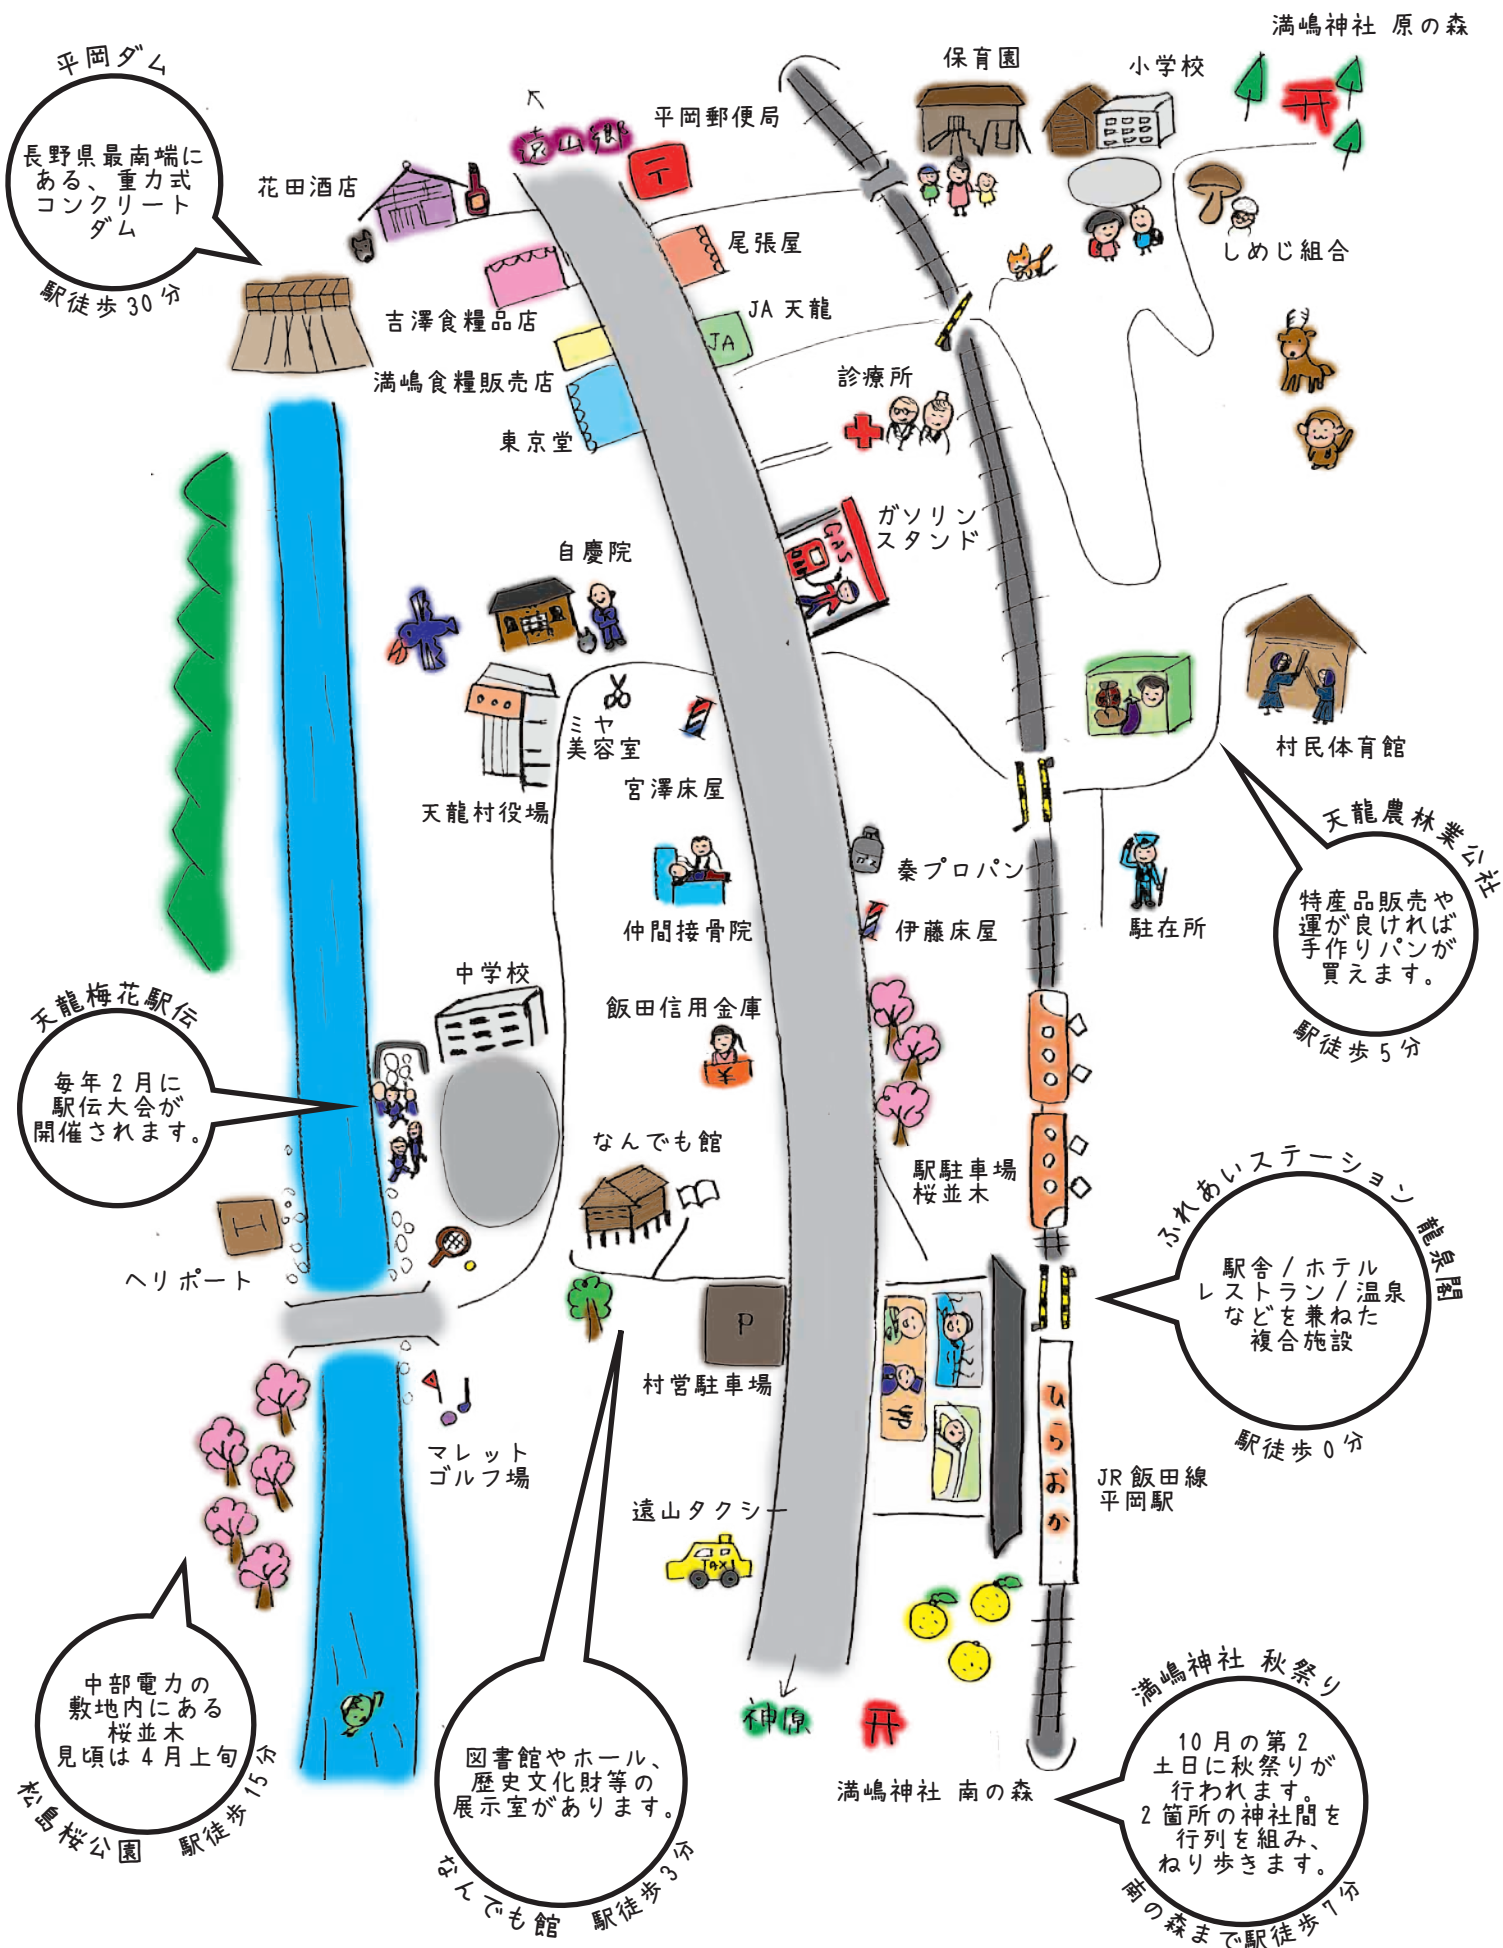 満嶋神社 原の森
保育園
小学校
平岡ダム
長野県最南端に
ある、重力式
コンクリート
ダム
駅徒歩30分
花田酒店
遠山郷
平岡郵便局
〒
尾張屋
しめじ組合
吉澤食糧品店
JA 天龍
JA
満嶋食糧販売店
診療所
東京堂
ガソリン
スタンド
GAS
自慶院
ミヤ
美容室
天龍村役場
宮澤床屋
村民体育館
天龍農林業公社
特産品販売や
運が良ければ
手作りパンが
買えます。
駅徒歩5分
秦プロパン
駐在所
仲間接骨院
伊藤床屋
中学校
飯田信用金庫
天龍梅花駅伝
毎年2月に
駅伝大会が
開催されます。
なんでも館
駅駐車場
桜並木
ふれあいステーション 龍泉閣
駅舎/ホテル
レストラン/温泉
などを兼ねた
複合施設
駅徒歩0分
H
ヘリポート
P
村営駐車場
マレット
ゴルフ場
ひらおか
JR飯田線
平岡駅
遠山タクシー
TAXI
中部電力の
敷地内にある
桜並木
見頃は4月上旬
松島桜公園 駅徒歩15分
図書館やホール、
歴史文化財等の
展示室があります。
なんでも館 駅徒歩3分
神原
満嶋神社 南の森
満嶋神社 秋祭り
10月の第2
土日に秋祭りが
行われます。
2箇所の神社間を
行列を組み、
ねり歩きます。
南の森まで駅徒歩7分